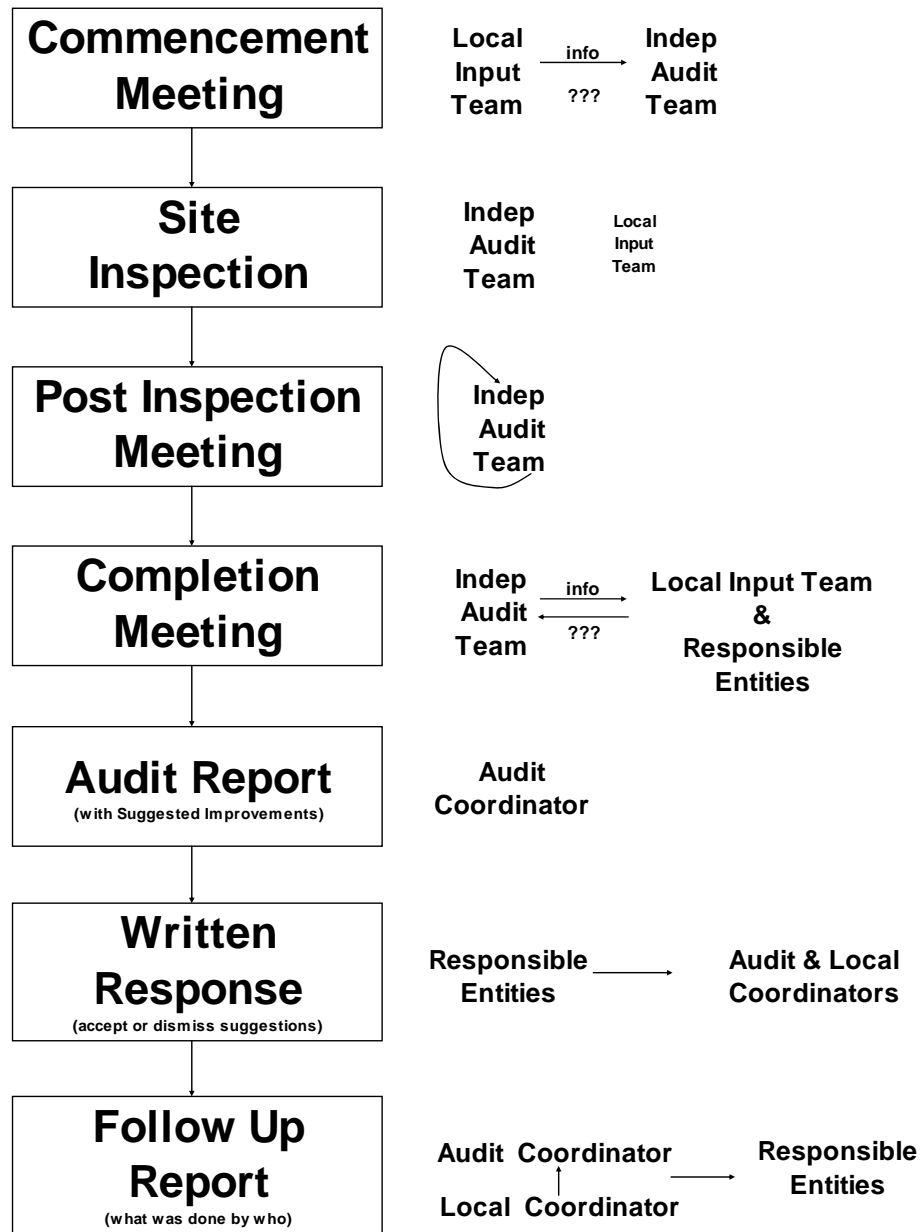 Commencement
Meeting
Local
Input
Team
info
???
Indep
Audit
Team
Site
Inspection
Indep
Audit
Team
Local
Input
Team
Post Inspection
Meeting
Indep
Audit
Team
Completion
Meeting
Indep
Audit
Team
info
???
Local Input Team
&
Responsible
Entities
Audit Report
(with Suggested Improvements)
Audit
Coordinator
Written
Response
(accept or dismiss suggestions)
Responsible
Entities
Audit & Local
Coordinators
Follow Up
Report
(what was done by who)
Audit Coordinator
Local Coordinator
Responsible
Entities